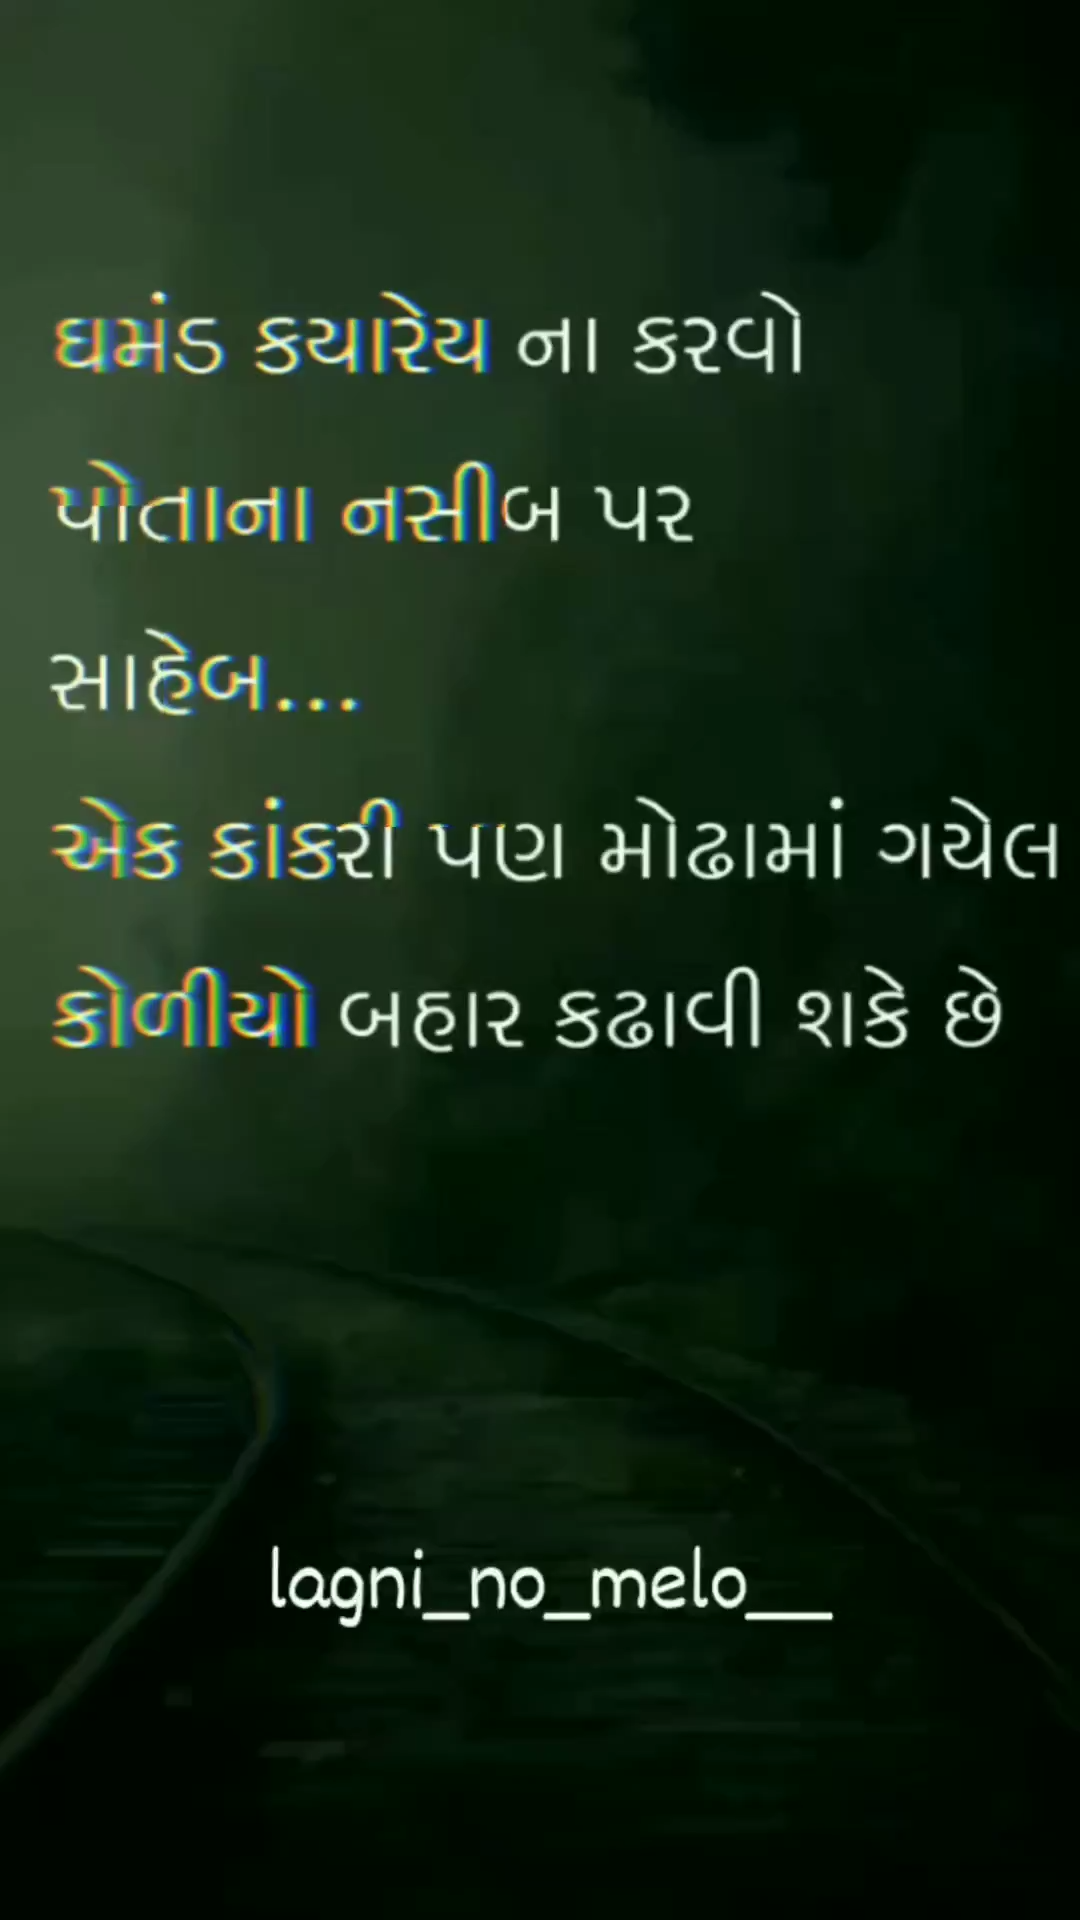 ઘમંડ કયારેય ના કરવો
પોતાના નસીબ પર
સાહેબ...
એક કાંકરી પણ મોઢામાં ગયેલ
કોળીયો બહાર કઢાવી શકે છે
lagni_no_melo__